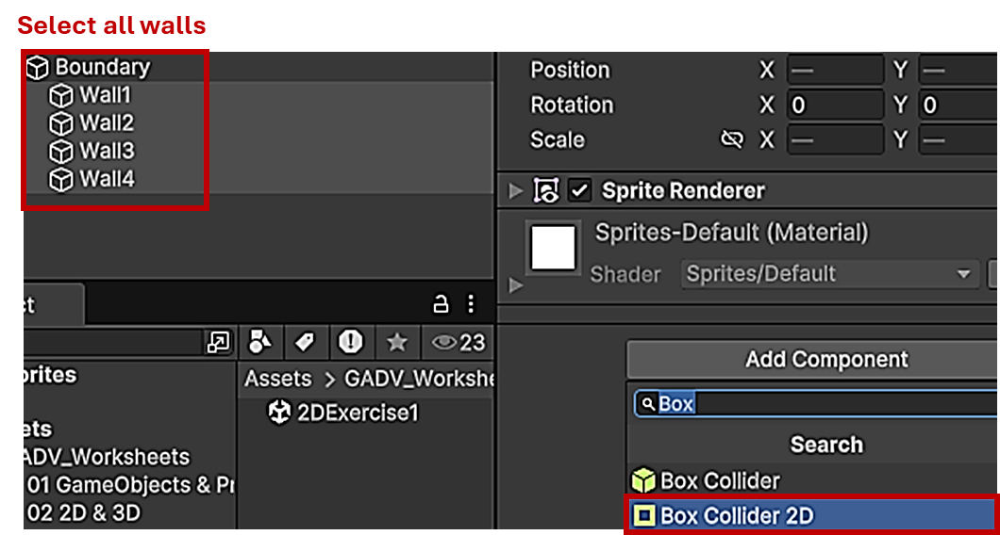 Select all walls
Boundary
Wall1
Wall2
Wall3
Wall4
Position X — Y —
Rotation X 0 Y 0
Scale X — Y —
Sprite Renderer
Sprites-Default (Material)
Shader Sprites/Default
ct
23
orites
Assets > GADV_Workshe
2DExercise1
ets
ADV_Worksheets
01 GameObjects & Pr
02 2D & 3D
Add Component
Box
Search
Box Collider
Box Collider 2D